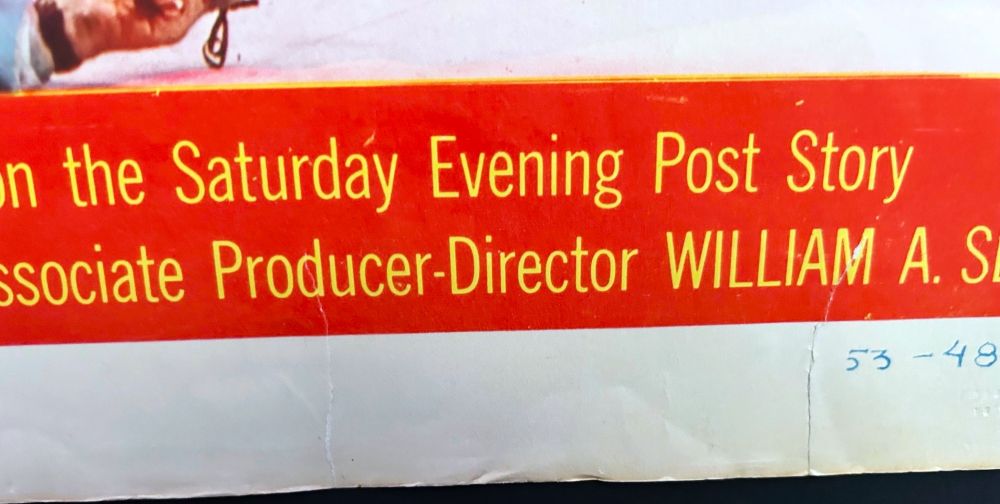 on the Saturday Evening Post Story
ssociate Producer-Director WILLIAM A. S
53 - 48